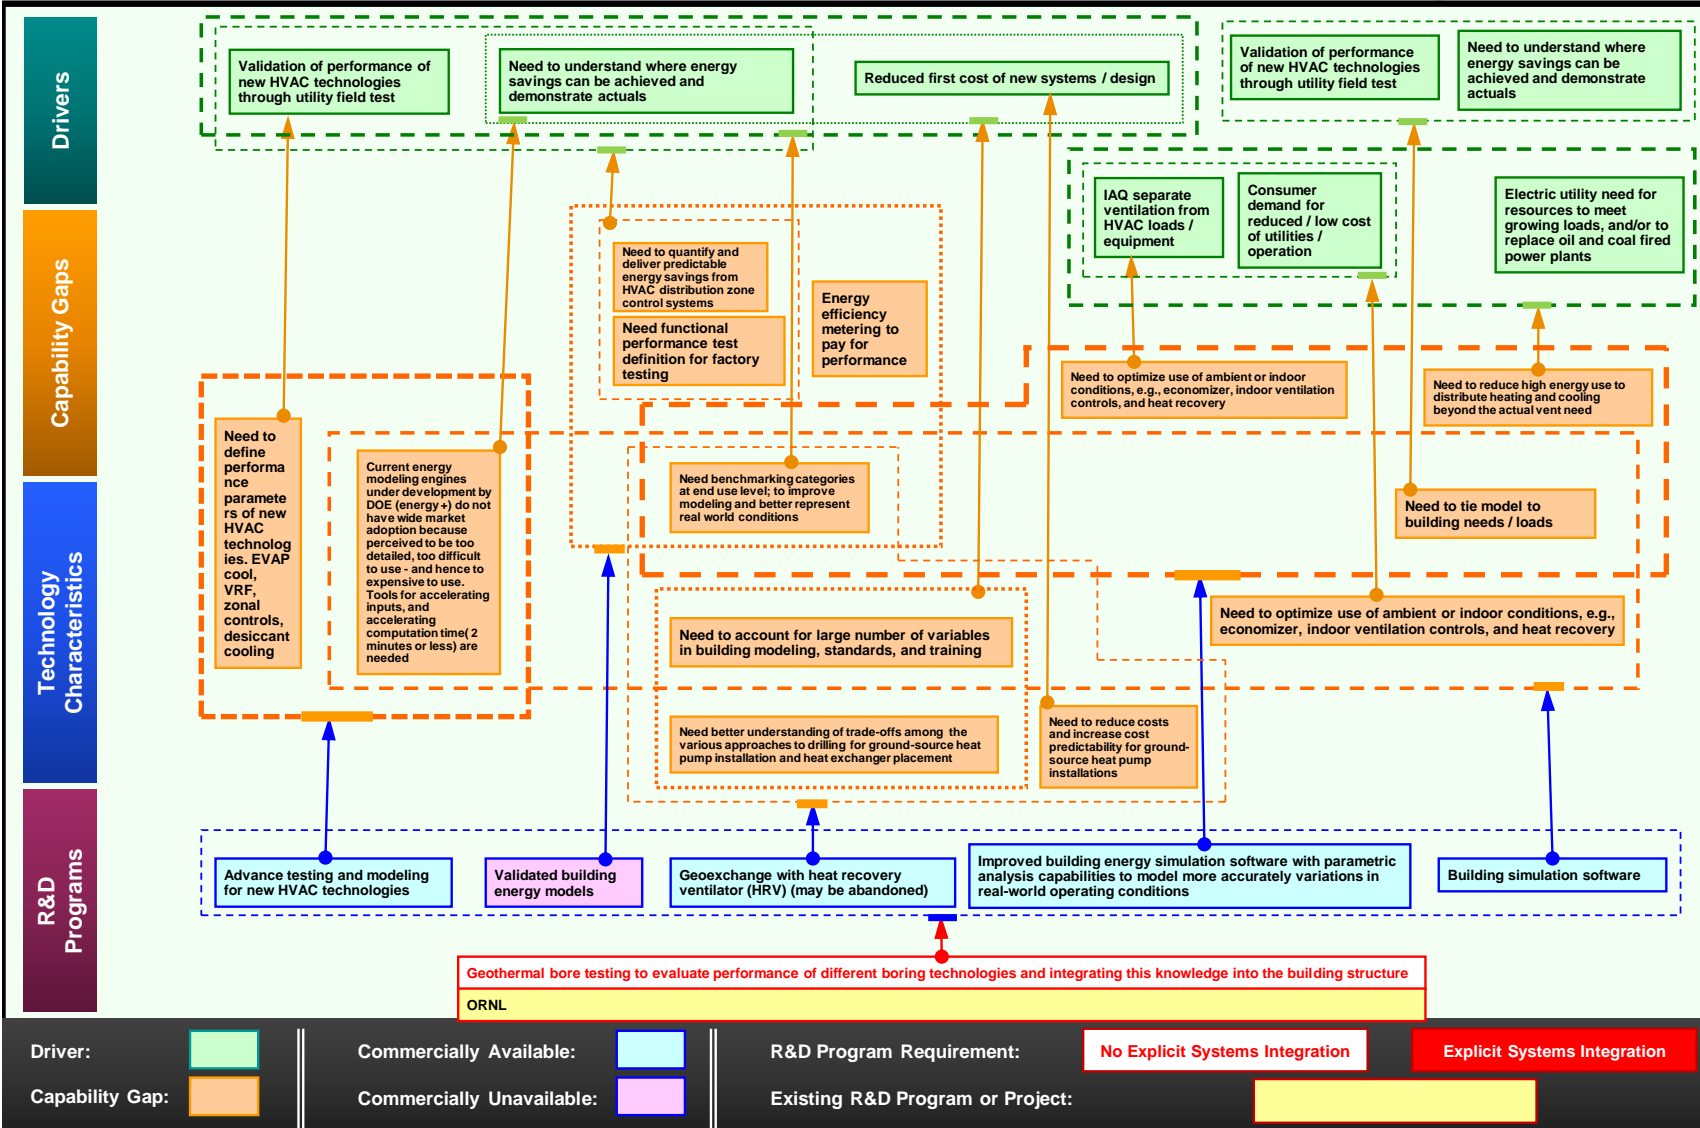 Drivers
Validation of performance of
new HVAC technologies
through utility field test
Need to understand where energy
savings can be achieved and
demonstrate actuals
Reduced first cost of new systems / design
Validation of performance
of new HVAC technologies
through utility field test
Need to understand where
energy savings can be
achieved and demonstrate
actuals
IAQ separate
ventilation from
HVAC loads /
equipment
Consumer
demand for
reduced / low cost
of utilities /
operation
Electric utility need for
resources to meet
growing loads, and/or to
replace oil and coal fired
power plants
Capability Gaps
Need to quantify and
deliver predictable
energy savings from
HVAC distribution zone
control systems
Need functional
performance test
definition for factory
testing
Energy
efficiency
metering to
pay for
performance
Need to optimize use of ambient or indoor
conditions, e.g., economizer, indoor ventilation
controls, and heat recovery
Need to reduce high energy use to
distribute heating and cooling
beyond the actual vent need
Need to
define
performa
nce
paramete
rs of new
HVAC
technolog
ies. EVAP
cool,
VRF,
zonal
controls,
desiccant
cooling
Current energy
modeling engines
under development by
DOE (energy+) do not
have wide market
adoption because
perceived to be too
detailed, too difficult
to use - and hence to
expensive to use.
Tools for accelerating
inputs, and
accelerating
computation time( 2
minutes or less) are
needed
Need benchmarking categories
at end use level; to improve
modeling and better represent
real world conditions
Need to tie model to
building needs / loads
Technology
Characteristics
Need to optimize use of ambient or indoor conditions, e.g.,
economizer, indoor ventilation controls, and heat recovery
Need to account for large number of variables
in building modeling, standards, and training
Need better understanding of trade-offs among the
various approaches to drilling for ground-source heat
pump installation and heat exchanger placement
Need to reduce costs
and increase cost
predictability for ground-
source heat pump
installations
R&D
Programs
Advance testing and modeling
for new HVAC technologies
Validated building
energy models
Geoexchange with heat recovery
ventilator (HRV) (may be abandoned)
Improved building energy simulation software with parametric
analysis capabilities to model more accurately variations in
real-world operating conditions
Building simulation software
Geothermal bore testing to evaluate performance of different boring technologies and integrating this knowledge into the building structure
ORNL
Driver:
Capability Gap:
Commercially Available:
Commercially Unavailable:
R&D Program Requirement:
No Explicit Systems Integration
Explicit Systems Integration
Existing R&D Program or Project: